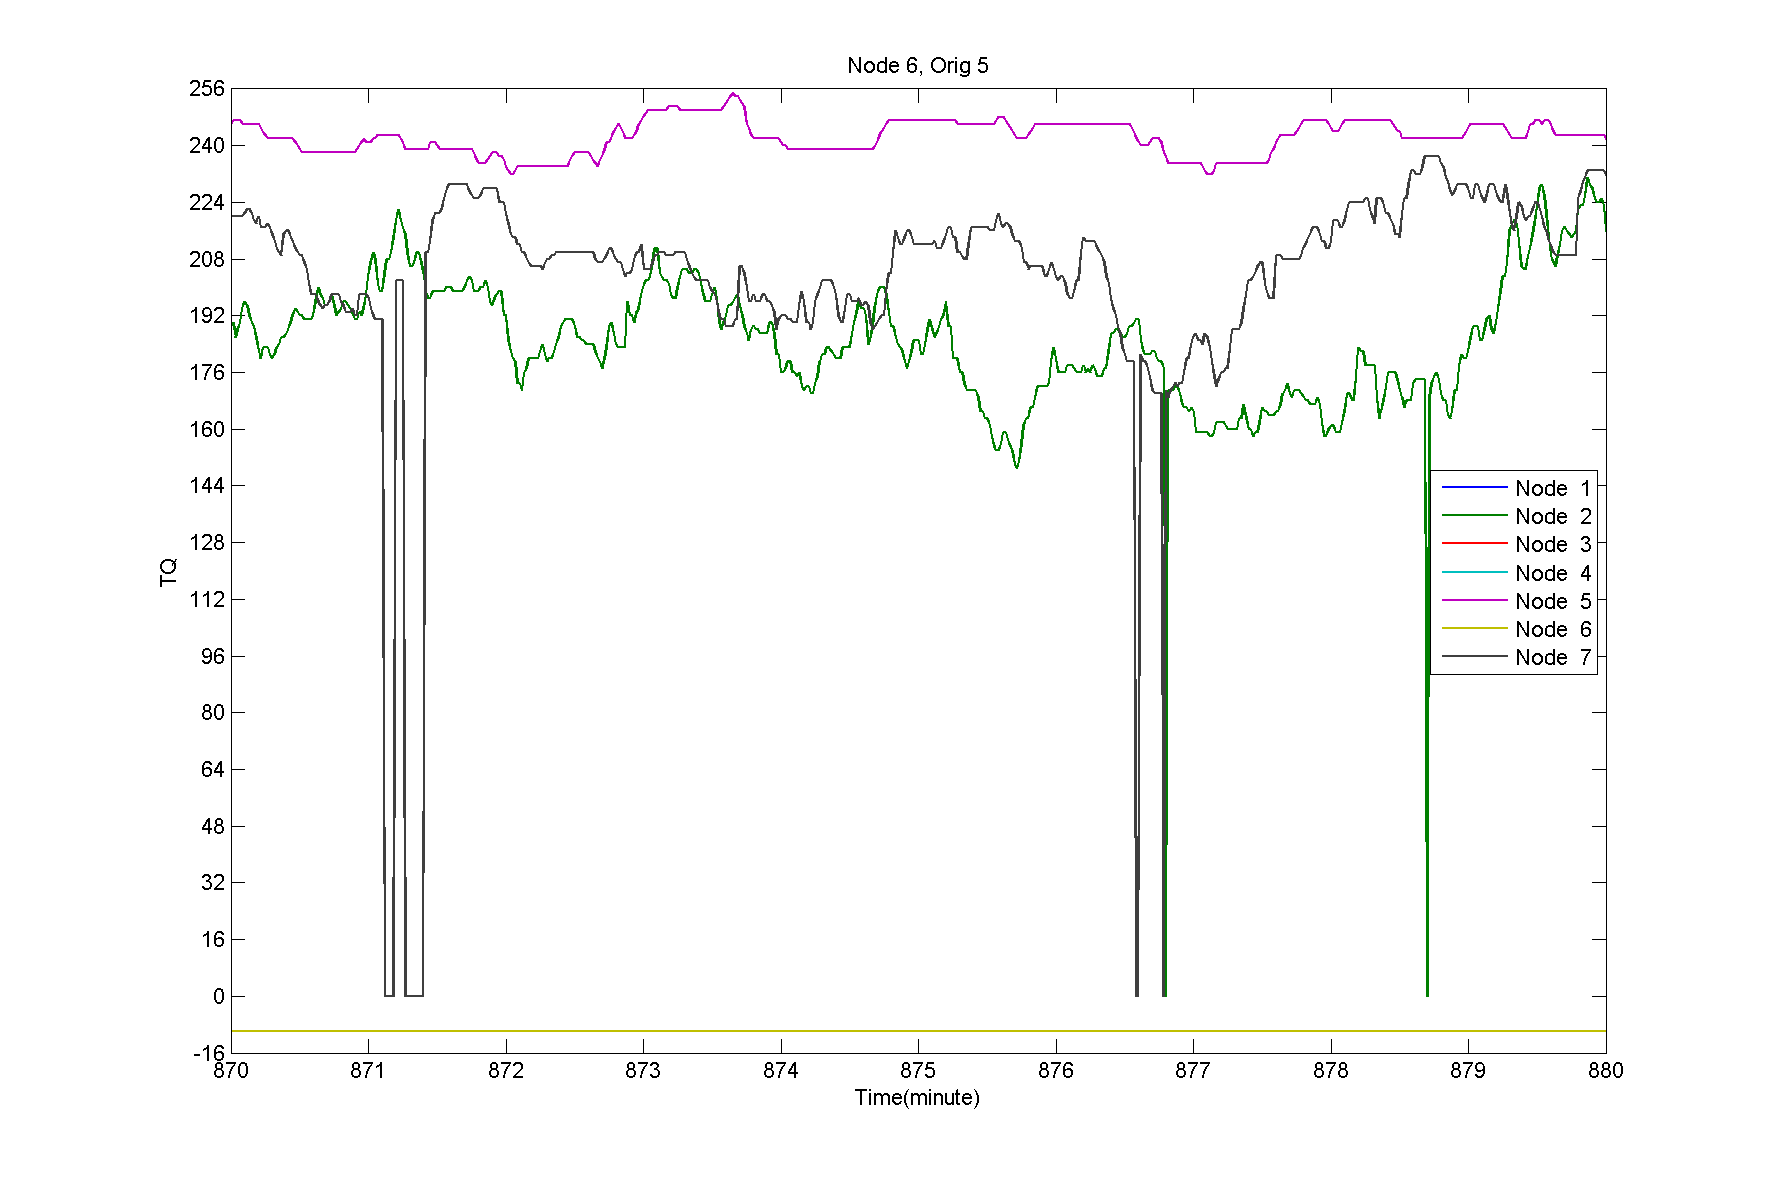 Node 6, Orig 5
256
240
224
208
192
176
160
144
128
112
96
80
64
48
32
16
0
-16
TQ
Node 1
Node 2
Node 3
Node 4
Node 5
Node 6
Node 7
870 871 872 873 874 875 876 877 878 879 880
Time(minute)